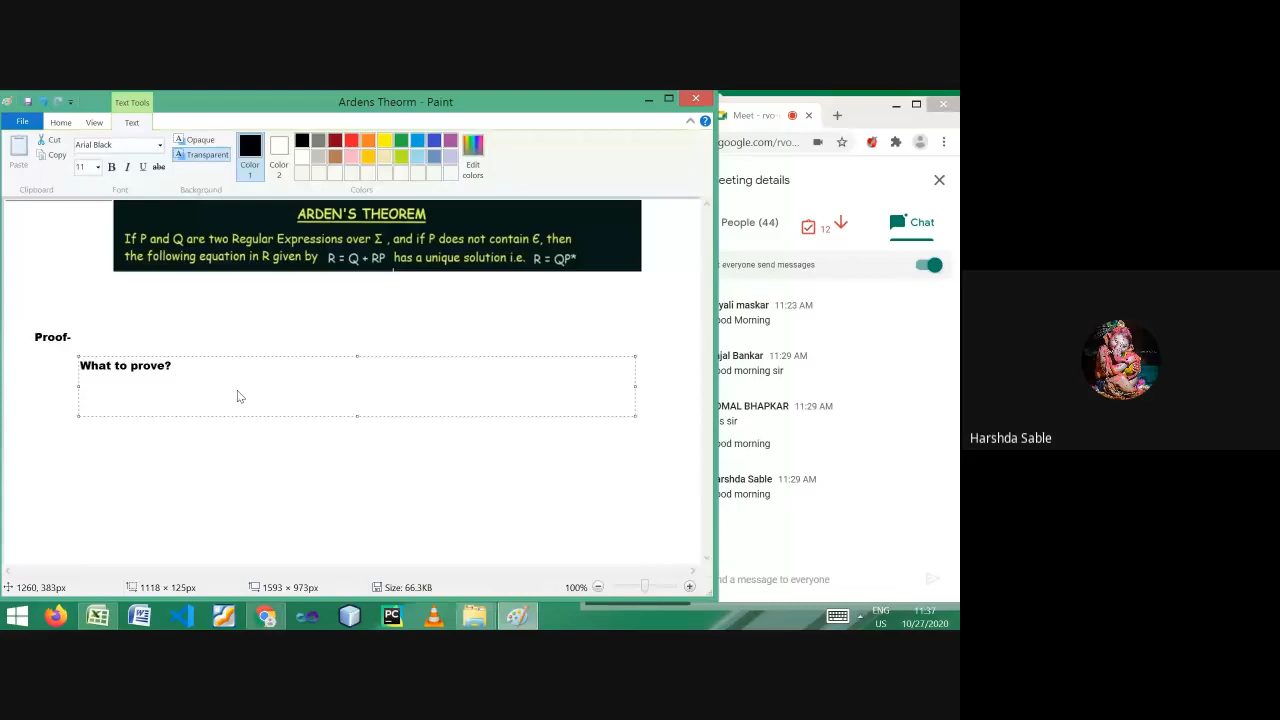 Text Tools
Ardens Theorm - Paint
File
Home
View
Text
Paste
Cut
Copy
Arial Black
11
B I U abc
Opaque
Transparent
Color 1
Color 2
Edit colors
Clipboard
Font
Background
Colors
ARDEN'S THEOREM
If P and Q are two Regular Expressions over Σ , and if P does not contain ϵ, then
the following equation in R given by R = Q + RP has a unique solution i.e. R = QP*
Proof-
What to prove?
1260, 383px
1118 × 125px
1593 × 973px
Size: 66.3KB
100%
Meet - rvo
google.com/rvo...
eeting details
People (44)
12
Chat
everyone send messages
yali maskar 11:23 AM
ood Morning
jal Bankar 11:29 AM
ood morning sir
OMAL BHAPKAR 11:29 AM
s sir
ood morning
arshda Sable 11:29 AM
ood morning
nd a message to everyone
PC
ENG
US
11:37
10/27/2020
Harshda Sable